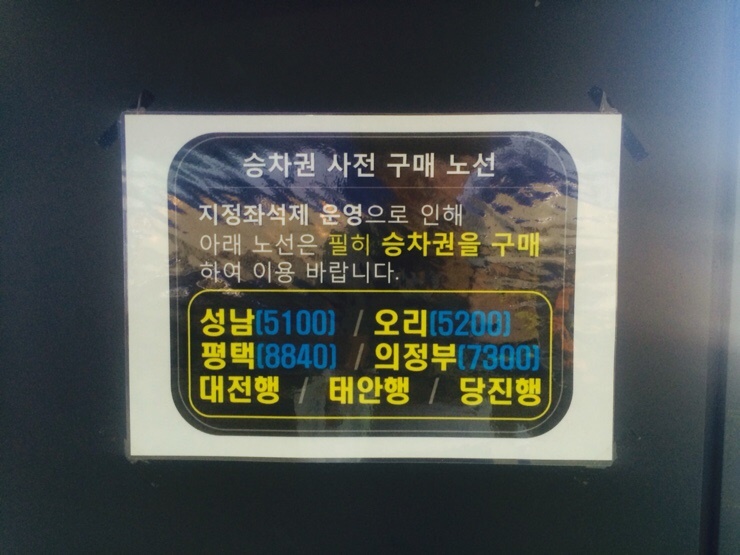 승차권 사전 구매 노선
지정좌석제 운영으로 인해
아래 노선은 필히 승차권을 구매
하여 이용 바랍니다.
성남(5100) / 오리(5200)
평택(8840) / 의정부(7300)
대전행 / 태안행 / 당진행